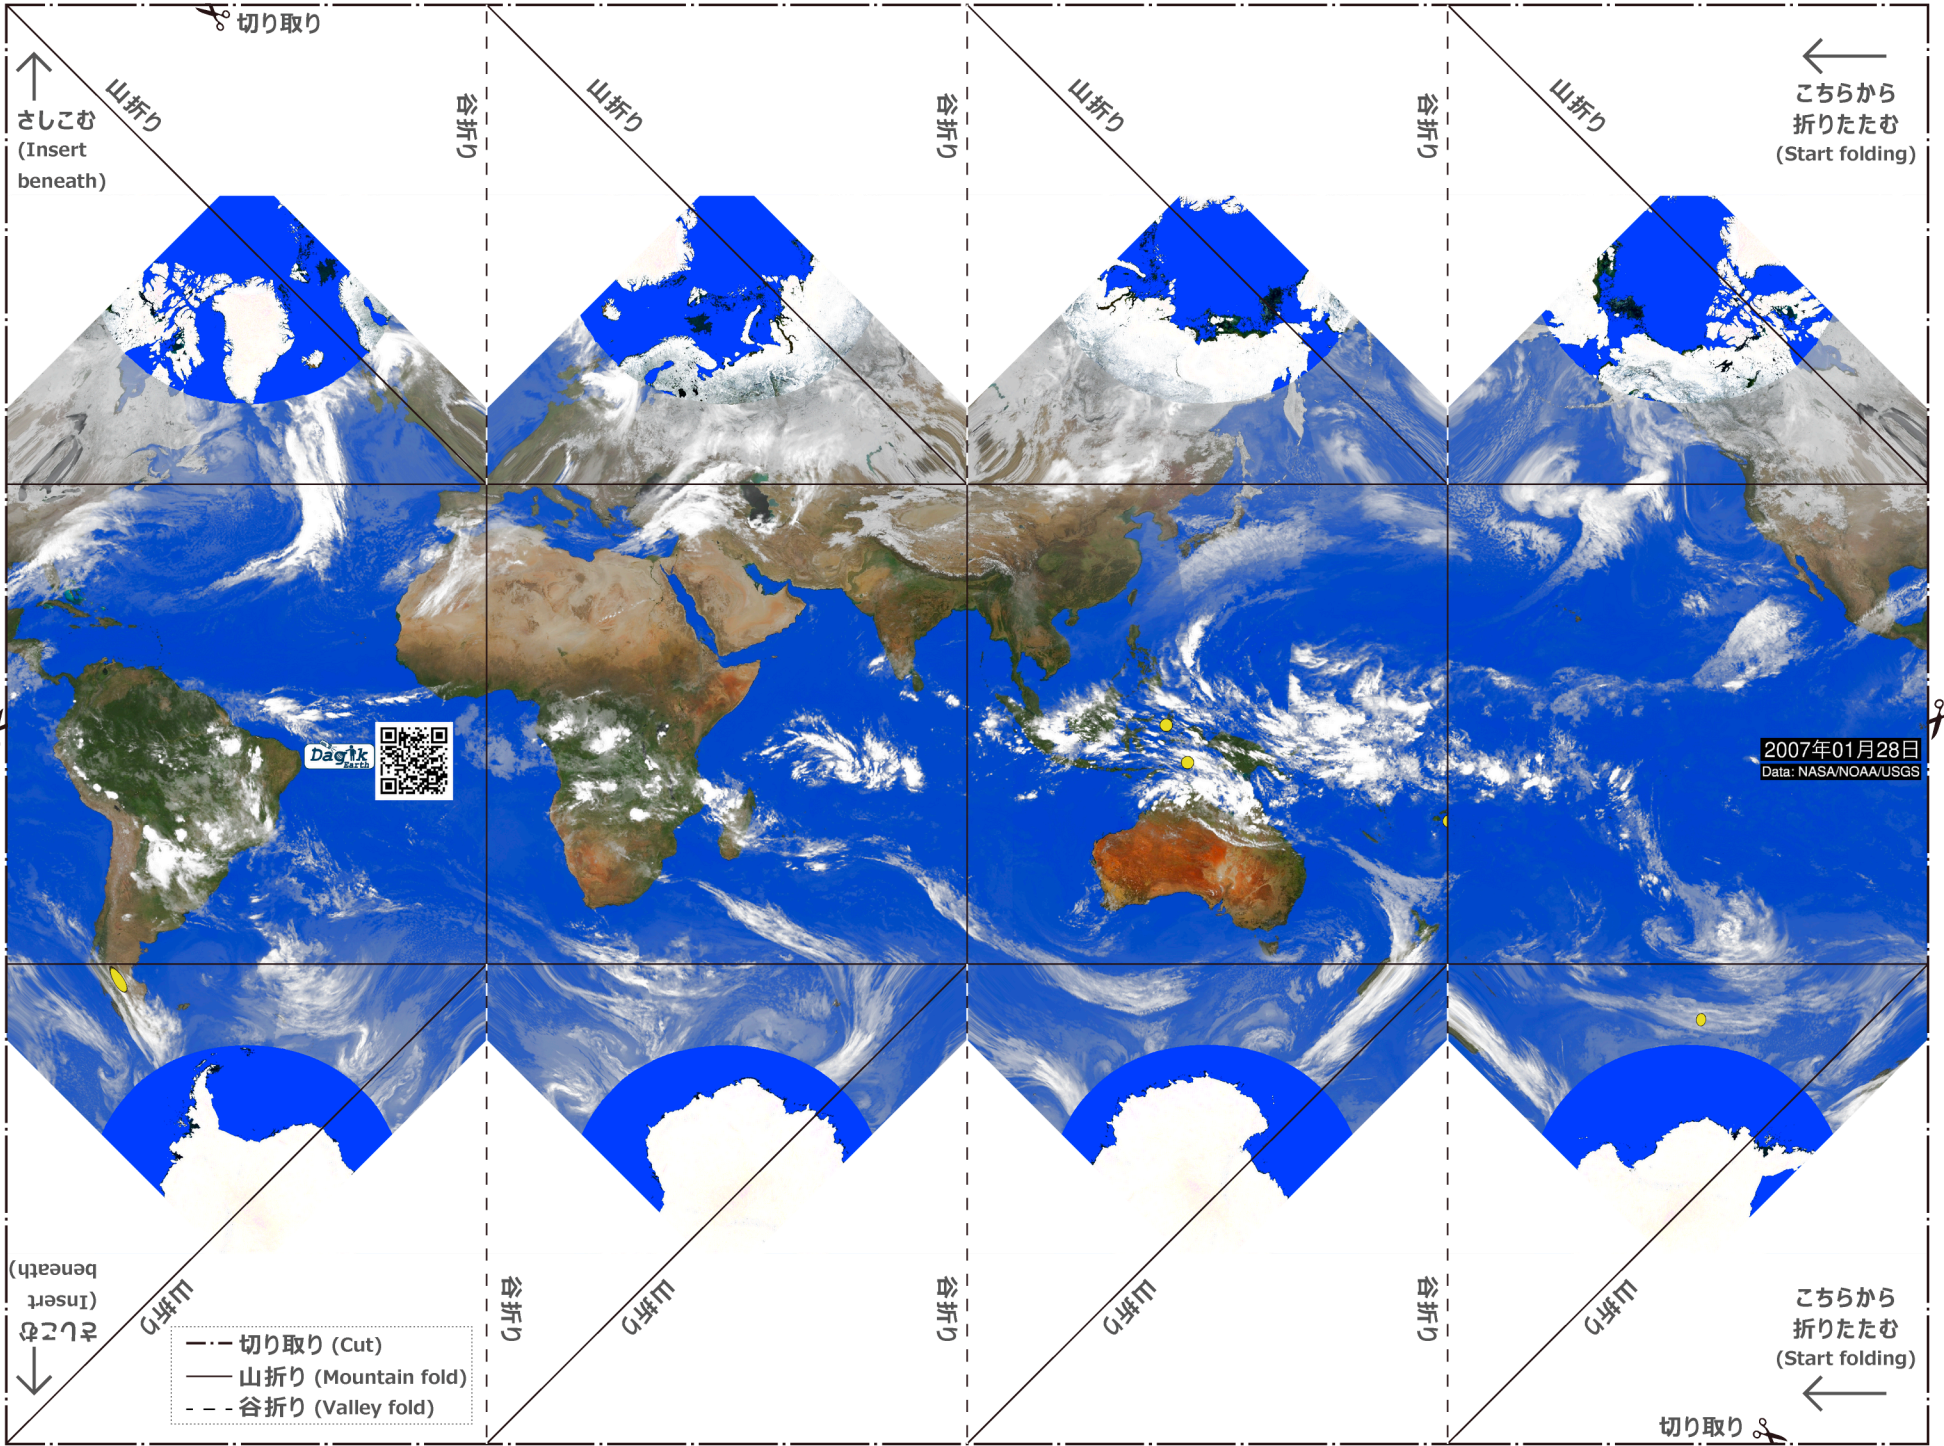 切り取り
山折り
谷折り
山折り
谷折り
山折り
谷折り
山折り
さしこむ
(Insert
beneath)
こちらから
折りたたむ
(Start folding)
Dagik
Earth
2007年01月28日
Data: NASA/NOAA/USGS
さしこむ
(Insert
beneath)
山折り
谷折り
山折り
谷折り
山折り
谷折り
山折り
切り取り (Cut)
山折り (Mountain fold)
谷折り (Valley fold)
こちらから
折りたたむ
(Start folding)
切り取り